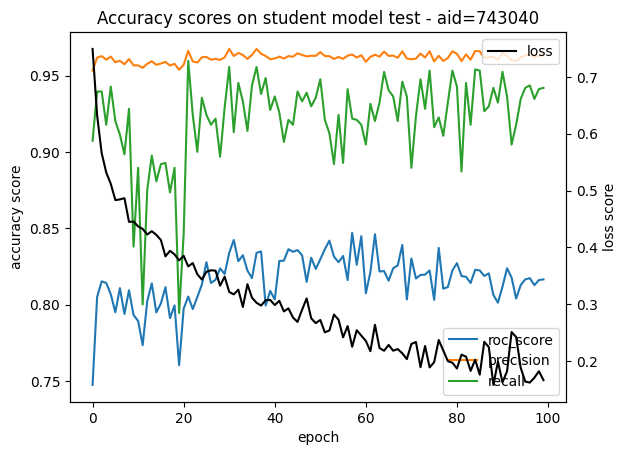 Accuracy scores on student model test - aid=743040
loss
accuracy score
0.95
0.90
0.85
0.80
0.75
0.7
0.6
0.5
0.4
0.3
0.2
loss score
roc_score
precision
recall
0
20
40
60
80
100
epoch